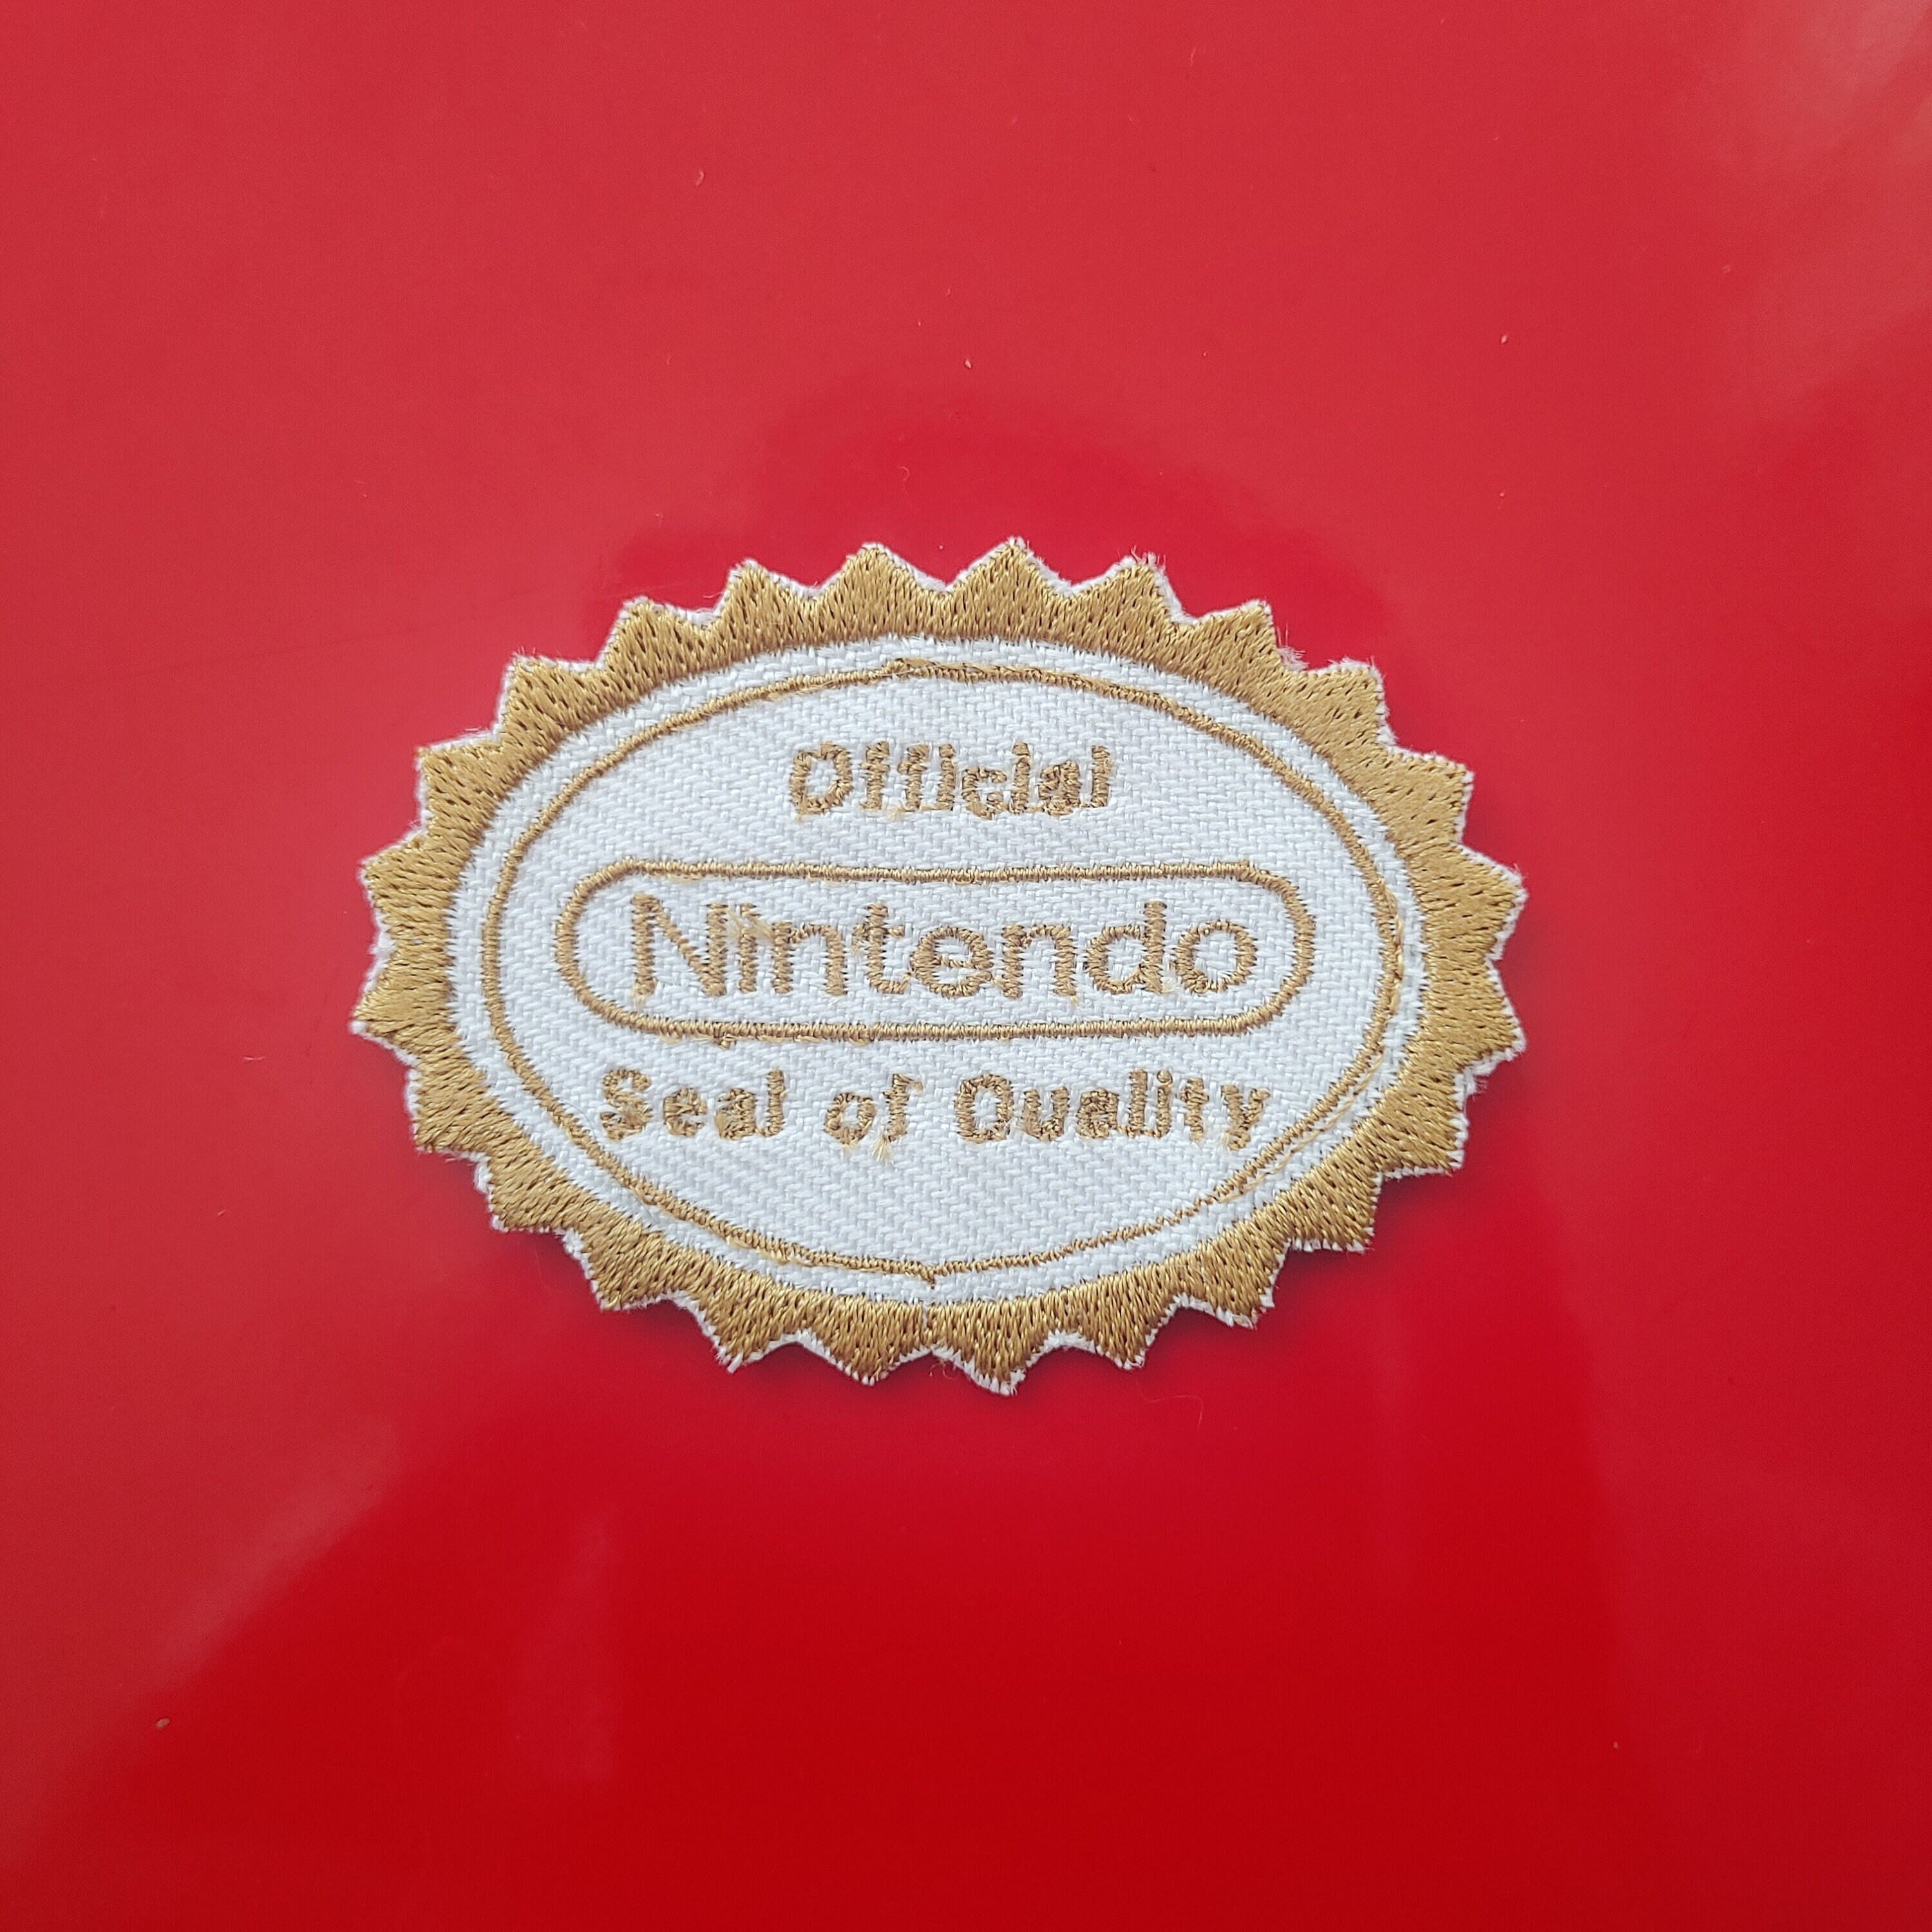 Official
Nintendo
Seal of Quality